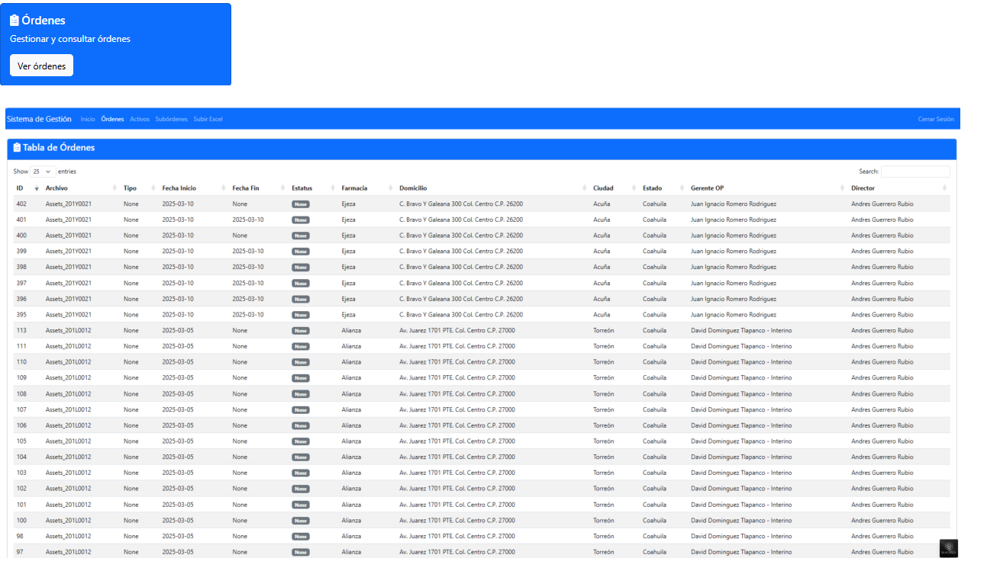 Órdenes
Gestionar y consultar órdenes
Ver órdenes
Sistema de Gestión Inicio Órdenes Activos Subórdenes Subir Excel Cerrar Sesión
Tabla de Órdenes
Show 25 entries Search:
ID Archivo Tipo Fecha Inicio Fecha Fin Estatus Farmacia Domicilio Ciudad Estado Gerente OP Director
402 Assets_201Y0021 None 2025-03-10 None None Ejeza C. Bravo Y Galeana 300 Col. Centro C.P. 26200 Acuña Coahuila Juan Ignacio Romero Rodriguez Andres Guerrero Rubio
401 Assets_201Y0021 None 2025-03-10 2025-03-10 None Ejeza C. Bravo Y Galeana 300 Col. Centro C.P. 26200 Acuña Coahuila Juan Ignacio Romero Rodriguez Andres Guerrero Rubio
400 Assets_201Y0021 None 2025-03-10 None None Ejeza C. Bravo Y Galeana 300 Col. Centro C.P. 26200 Acuña Coahuila Juan Ignacio Romero Rodriguez Andres Guerrero Rubio
399 Assets_201Y0021 None 2025-03-10 2025-03-10 None Ejeza C. Bravo Y Galeana 300 Col. Centro C.P. 26200 Acuña Coahuila Juan Ignacio Romero Rodriguez Andres Guerrero Rubio
398 Assets_201Y0021 None 2025-03-10 2025-03-10 None Ejeza C. Bravo Y Galeana 300 Col. Centro C.P. 26200 Acuña Coahuila Juan Ignacio Romero Rodriguez Andres Guerrero Rubio
397 Assets_201Y0021 None 2025-03-10 2025-03-10 None Ejeza C. Bravo Y Galeana 300 Col. Centro C.P. 26200 Acuña Coahuila Juan Ignacio Romero Rodriguez Andres Guerrero Rubio
396 Assets_201Y0021 None 2025-03-10 2025-03-10 None Ejeza C. Bravo Y Galeana 300 Col. Centro C.P. 26200 Acuña Coahuila Juan Ignacio Romero Rodriguez Andres Guerrero Rubio
395 Assets_201Y0021 None 2025-03-10 2025-03-10 None Ejeza C. Bravo Y Galeana 300 Col. Centro C.P. 26200 Acuña Coahuila Juan Ignacio Romero Rodriguez Andres Guerrero Rubio
113 Assets_201L0012 None 2025-03-05 None None Alianza Av. Juarez 1701 PTE. Col. Centro C.P. 27000 Torreón Coahuila David Dominguez Tlapanco - Interino Andres Guerrero Rubio
111 Assets_201L0012 None 2025-03-05 None None Alianza Av. Juarez 1701 PTE. Col. Centro C.P. 27000 Torreón Coahuila David Dominguez Tlapanco - Interino Andres Guerrero Rubio
110 Assets_201L0012 None 2025-03-05 None None Alianza Av. Juarez 1701 PTE. Col. Centro C.P. 27000 Torreón Coahuila David Dominguez Tlapanco - Interino Andres Guerrero Rubio
109 Assets_201L0012 None 2025-03-05 None None Alianza Av. Juarez 1701 PTE. Col. Centro C.P. 27000 Torreón Coahuila David Dominguez Tlapanco - Interino Andres Guerrero Rubio
108 Assets_201L0012 None 2025-03-05 None None Alianza Av. Juarez 1701 PTE. Col. Centro C.P. 27000 Torreón Coahuila David Dominguez Tlapanco - Interino Andres Guerrero Rubio
107 Assets_201L0012 None 2025-03-05 None None Alianza Av. Juarez 1701 PTE. Col. Centro C.P. 27000 Torreón Coahuila David Dominguez Tlapanco - Interino Andres Guerrero Rubio
106 Assets_201L0012 None 2025-03-05 None None Alianza Av. Juarez 1701 PTE. Col. Centro C.P. 27000 Torreón Coahuila David Dominguez Tlapanco - Interino Andres Guerrero Rubio
105 Assets_201L0012 None 2025-03-05 None None Alianza Av. Juarez 1701 PTE. Col. Centro C.P. 27000 Torreón Coahuila David Dominguez Tlapanco - Interino Andres Guerrero Rubio
104 Assets_201L0012 None 2025-03-05 None None Alianza Av. Juarez 1701 PTE. Col. Centro C.P. 27000 Torreón Coahuila David Dominguez Tlapanco - Interino Andres Guerrero Rubio
103 Assets_201L0012 None 2025-03-05 None None Alianza Av. Juarez 1701 PTE. Col. Centro C.P. 27000 Torreón Coahuila David Dominguez Tlapanco - Interino Andres Guerrero Rubio
102 Assets_201L0012 None 2025-03-05 None None Alianza Av. Juarez 1701 PTE. Col. Centro C.P. 27000 Torreón Coahuila David Dominguez Tlapanco - Interino Andres Guerrero Rubio
101 Assets_201L0012 None 2025-03-05 None None Alianza Av. Juarez 1701 PTE. Col. Centro C.P. 27000 Torreón Coahuila David Dominguez Tlapanco - Interino Andres Guerrero Rubio
100 Assets_201L0012 None 2025-03-05 None None Alianza Av. Juarez 1701 PTE. Col. Centro C.P. 27000 Torreón Coahuila David Dominguez Tlapanco - Interino Andres Guerrero Rubio
98 Assets_201L0012 None 2025-03-05 None None Alianza Av. Juarez 1701 PTE. Col. Centro C.P. 27000 Torreón Coahuila David Dominguez Tlapanco - Interino Andres Guerrero Rubio
97 Assets_201L0012 None 2025-03-05 None None Alianza Av. Juarez 1701 PTE. Col. Centro C.P. 27000 Torreón Coahuila David Dominguez Tlapanco - Interino Andres Guerrero Rubio